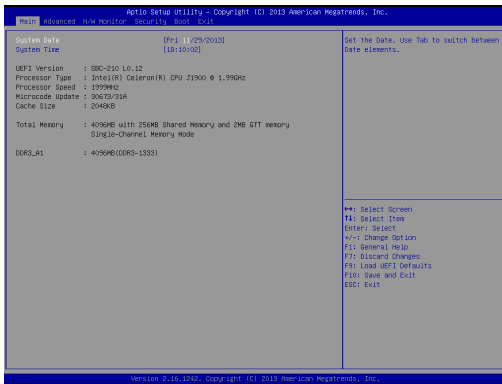 Aptio Setup Utility - Copyright (C) 2013 American Megatrends, Inc.
Main Advanced H/W Monitor Security Boot Exit
System Date [Fri 11/29/2013]
System Time [18:10:02]
UEFI Version : SBC-210 L0.12
Processor Type : Intel(R) Celeron(R) CPU J1900 @ 1.99GHz
Processor Speed : 1999MHz
Microcode Update : 30673/31A
Cache Size : 2048KB
Total Memory : 4096MB with 256MB Shared Memory and 2MB GTT memory
Single-Channel Memory Mode
DDR3_A1 : 4096MB(DDR3-1333)
Set the Date. Use Tab to switch between
Date elements.
↔: Select Screen
↑↓: Select Item
Enter: Select
+/-: Change Option
F1: General Help
F7: Discard Changes
F9: Load UEFI Defaults
F10: Save and Exit
ESC: Exit
Version 2.16.1242. Copyright (C) 2013 American Megatrends, Inc.